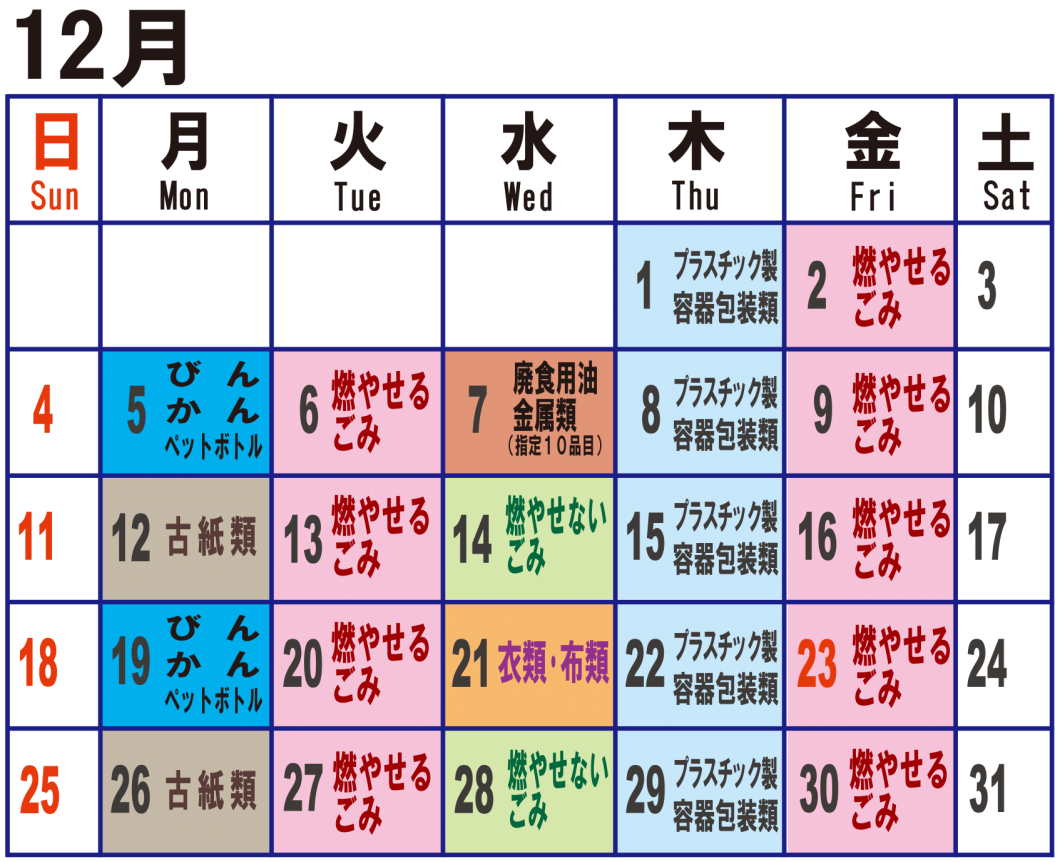 12月
日 月 火 水 木 金 土
Sun Mon Tue Wed Thu Fri Sat
1 プラスチック製
容器包装類
2 燃やせる
ごみ
3
4
5 びん
かん
ペットボトル
6 燃やせる
ごみ
7 廃食用油
金属類
(指定10品目)
8 プラスチック製
容器包装類
9 燃やせる
ごみ
10
11
12 古紙類
13 燃やせる
ごみ
14 燃やせない
ごみ
15 プラスチック製
容器包装類
16 燃やせる
ごみ
17
18
19 びん
かん
ペットボトル
20 燃やせる
ごみ
21 衣類・布類
22 プラスチック製
容器包装類
23 燃やせる
ごみ
24
25
26 古紙類
27 燃やせる
ごみ
28 燃やせない
ごみ
29 プラスチック製
容器包装類
30 燃やせる
ごみ
31